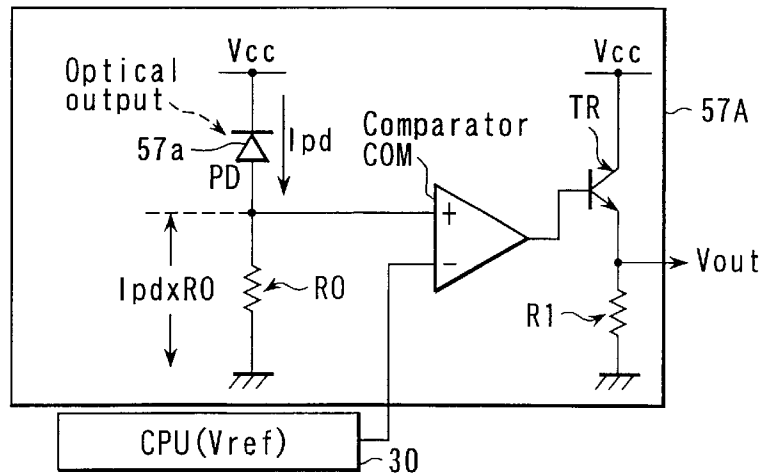 Vcc
Vcc
Optical
output
57a
PD
Ipd
Comparator
COM
TR
57A
+
−
Vout
IpdxR0
R0
R1
CPU(Vref)
30